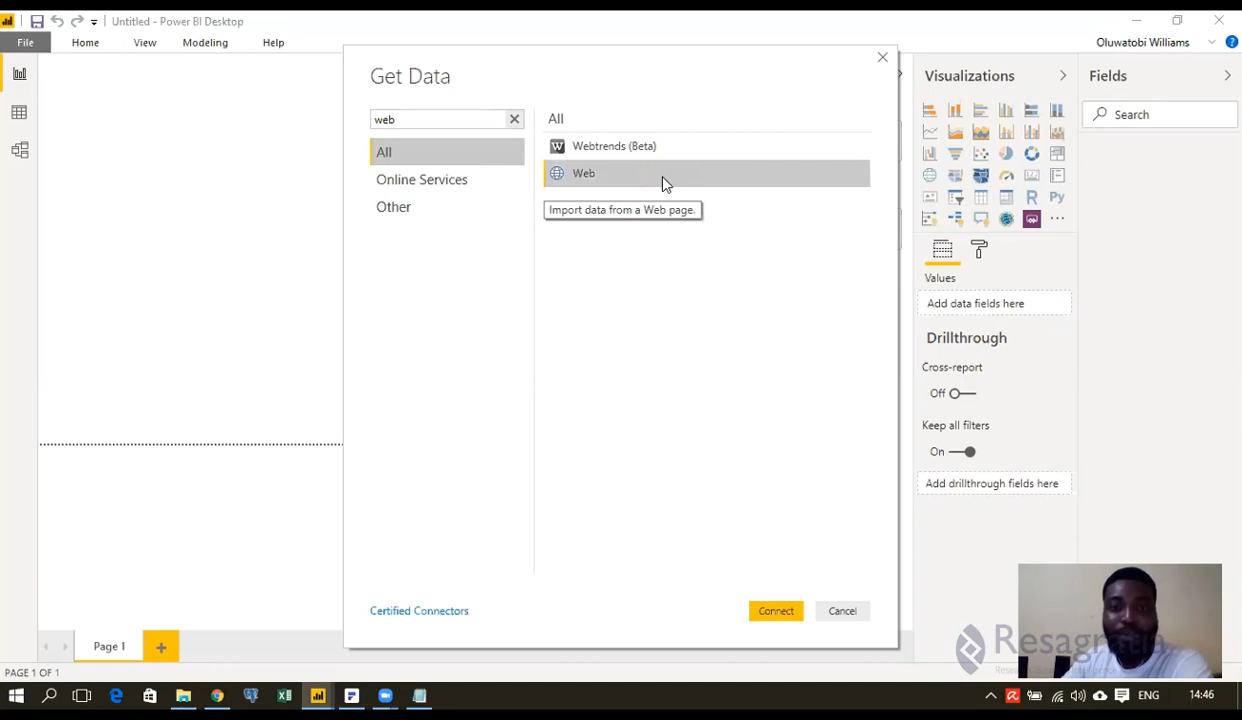 Untitled - Power BI Desktop
File
Home
View
Modeling
Help
Oluwatobi Williams
Get Data
web
All
Online Services
Other
All
Webtrends (Beta)
Web
Import data from a Web page.
Certified Connectors
Connect
Cancel
Visualizations
R
Py
Values
Add data fields here
Drillthrough
Cross-report
Off
Keep all filters
On
Add drillthrough fields here
Fields
Search
Page 1
PAGE 1 OF 1
Resagratia
ENG
14:46